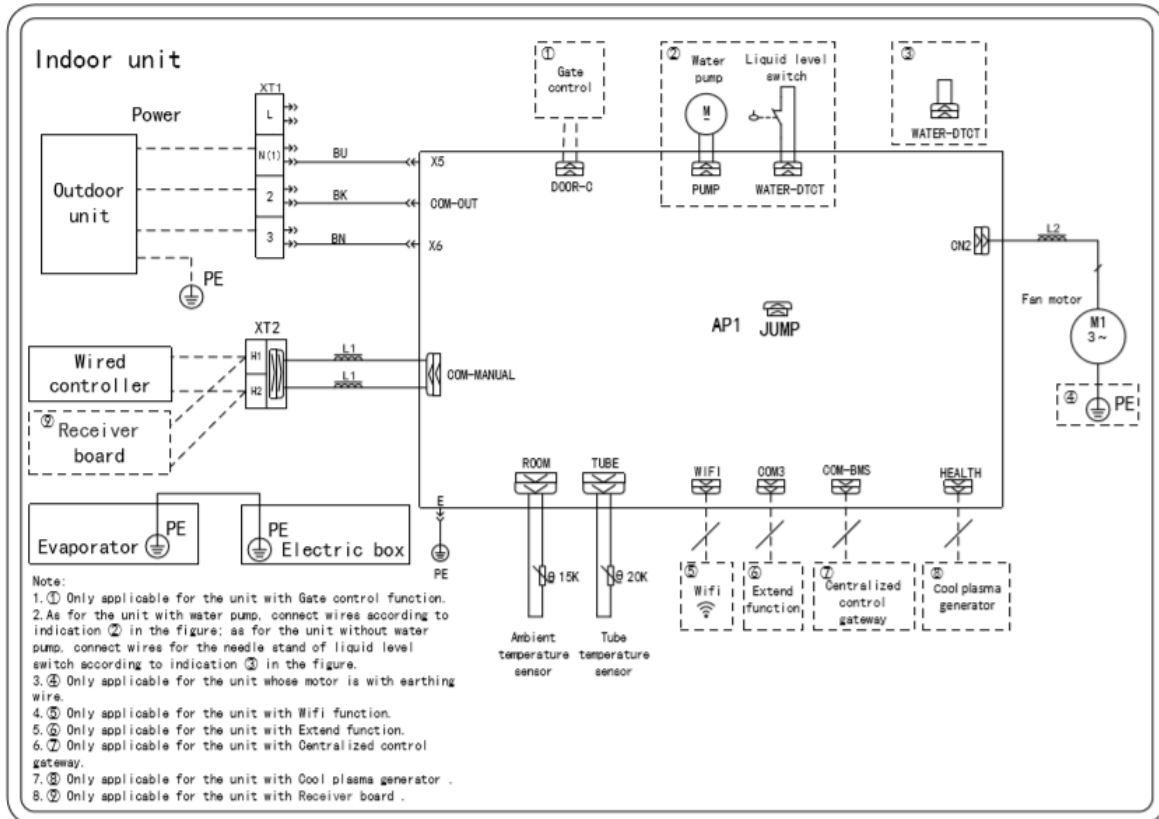 Indoor unit
Power
XT1
L
N(1)
2
3
Outdoor
unit
PE
BU
BK
BN
X5
COM-OUT
X6
①
Gate
control
DOOR-C
②
Water
pump
Liquid level
switch
M
PUMP
WATER-DTCT
③
WATER-DTCT
CN2
L2
Fan motor
M1
3~
④
PE
AP1
JUMP
XT2
H1
H2
L1
L1
COM-MANUAL
Wired
controller
⑨
Receiver
board
Evaporator
PE
PE
Electric box
E
PE
ROOM
TUBE
WIFI
COM3
COM-BMS
HEALTH
θ 15K
θ 20K
Ambient
temperature
sensor
Tube
temperature
sensor
⑤
Wifi
⑥
Extend
function
⑦
Centralized
control
gateway
⑧
Cool plasma
generator
Note:
1. ① Only applicable for the unit with Gate control function.
2. As for the unit with water pump, connect wires according to
indication ② in the figure; as for the unit without water
pump, connect wires for the needle stand of liquid level
switch according to indication ③ in the figure.
3. ④ Only applicable for the unit whose motor is with earthing
wire.
4. ⑤ Only applicable for the unit with Wifi function.
5. ⑥ Only applicable for the unit with Extend function.
6. ⑦ Only applicable for the unit with Centralized control
gateway.
7. ⑧ Only applicable for the unit with Cool plasma generator .
8. ⑨ Only applicable for the unit with Receiver board .